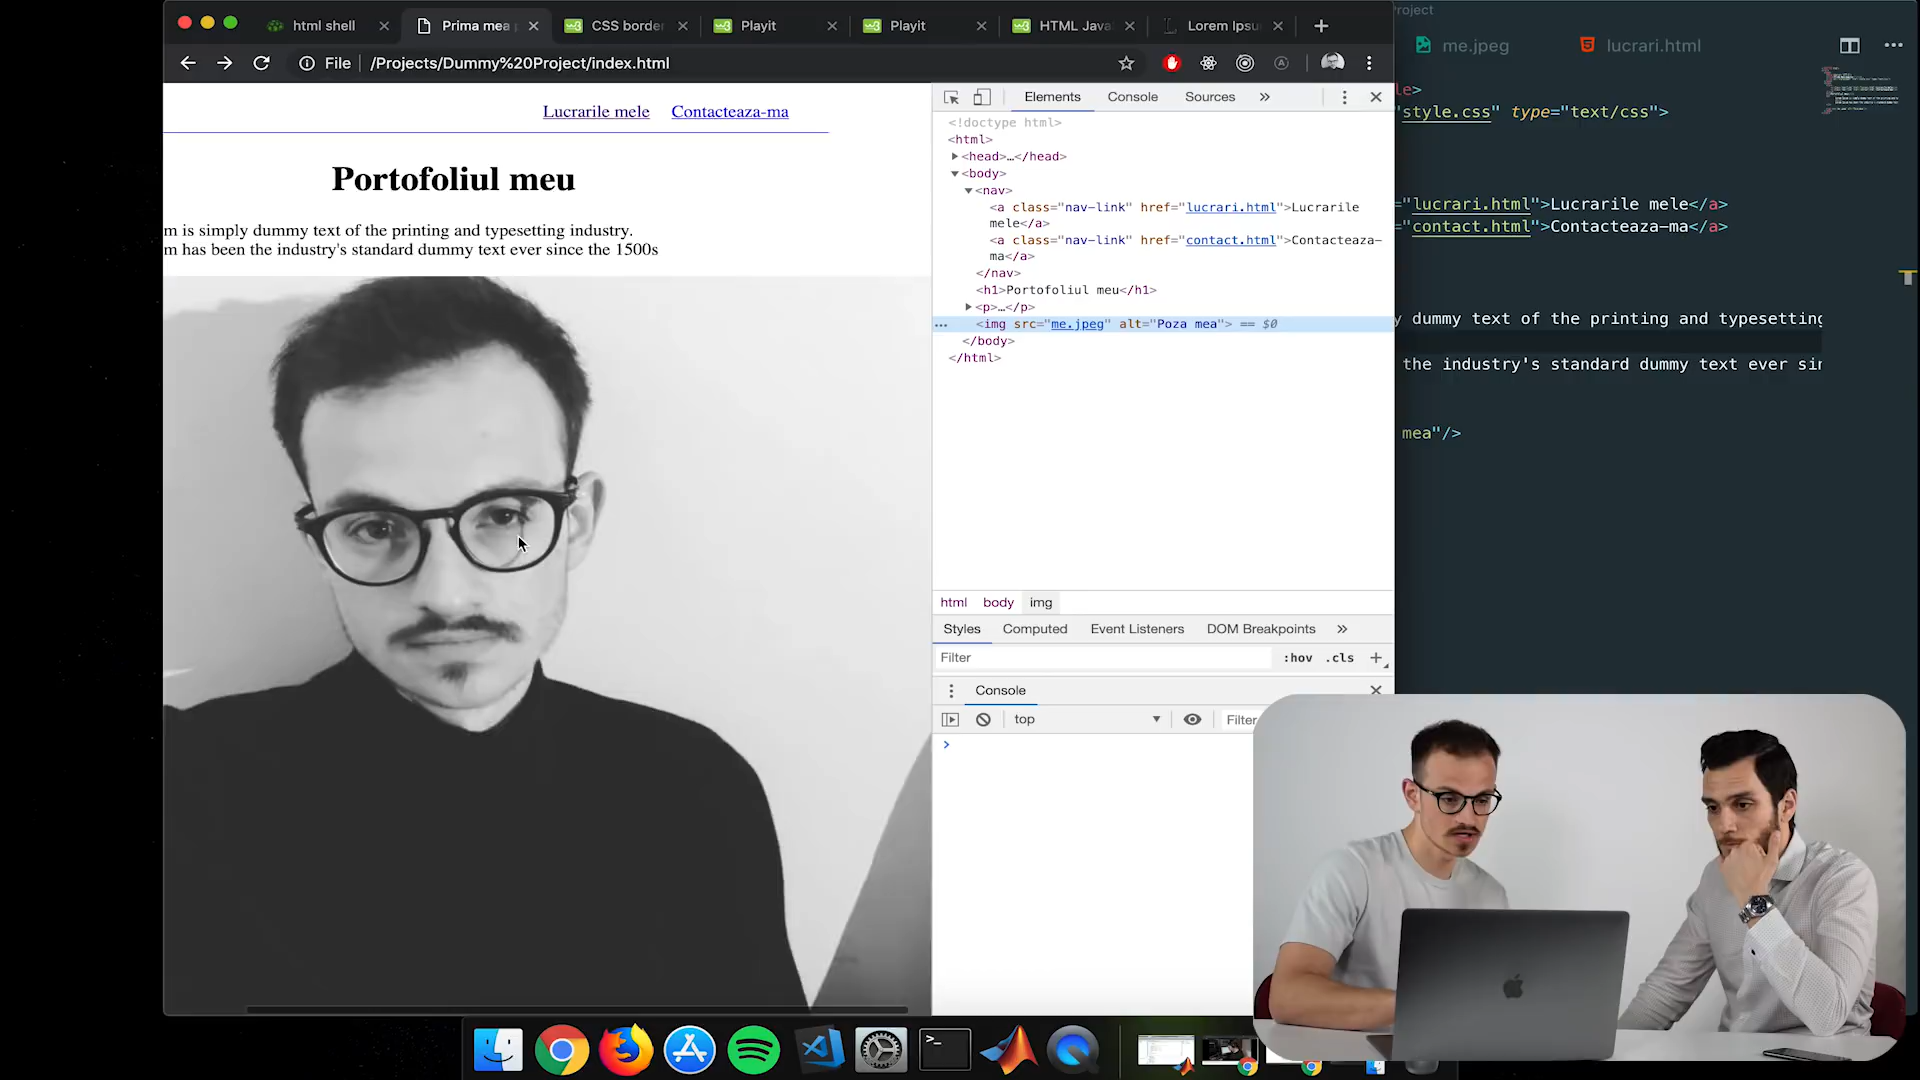 html shell
Prima mea
CSS border
Playit
Playit
HTML Java
Lorem Ipsu
File
/Projects/Dummy%20Project/index.html
Lucrarile mele
Contacteaza-ma
Portofoliul meu
m is simply dummy text of the printing and typesetting industry.
m has been the industry's standard dummy text ever since the 1500s
Elements
Console
Sources
»
<!doctype html>
<html>
<head>…</head>
<body>
<nav>
<a class="nav-link" href="lucrari.html">Lucrarile
mele</a>
<a class="nav-link" href="contact.html">Contacteaza-
ma</a>
</nav>
<h1>Portofoliul meu</h1>
<p>…</p>
<img src="me.jpeg" alt="Poza mea"> == $0
</body>
</html>
html
body
img
Styles
Computed
Event Listeners
DOM Breakpoints
»
Filter
:hov
.cls
+
Console
top
Filter
>
Project
me.jpeg
lucrari.html
le>
"style.css" type="text/css">
="lucrari.html">Lucrarile mele</a>
="contact.html">Contacteaza-ma</a>
y dummy text of the printing and typesetting
the industry's standard dummy text ever sin
mea"/>